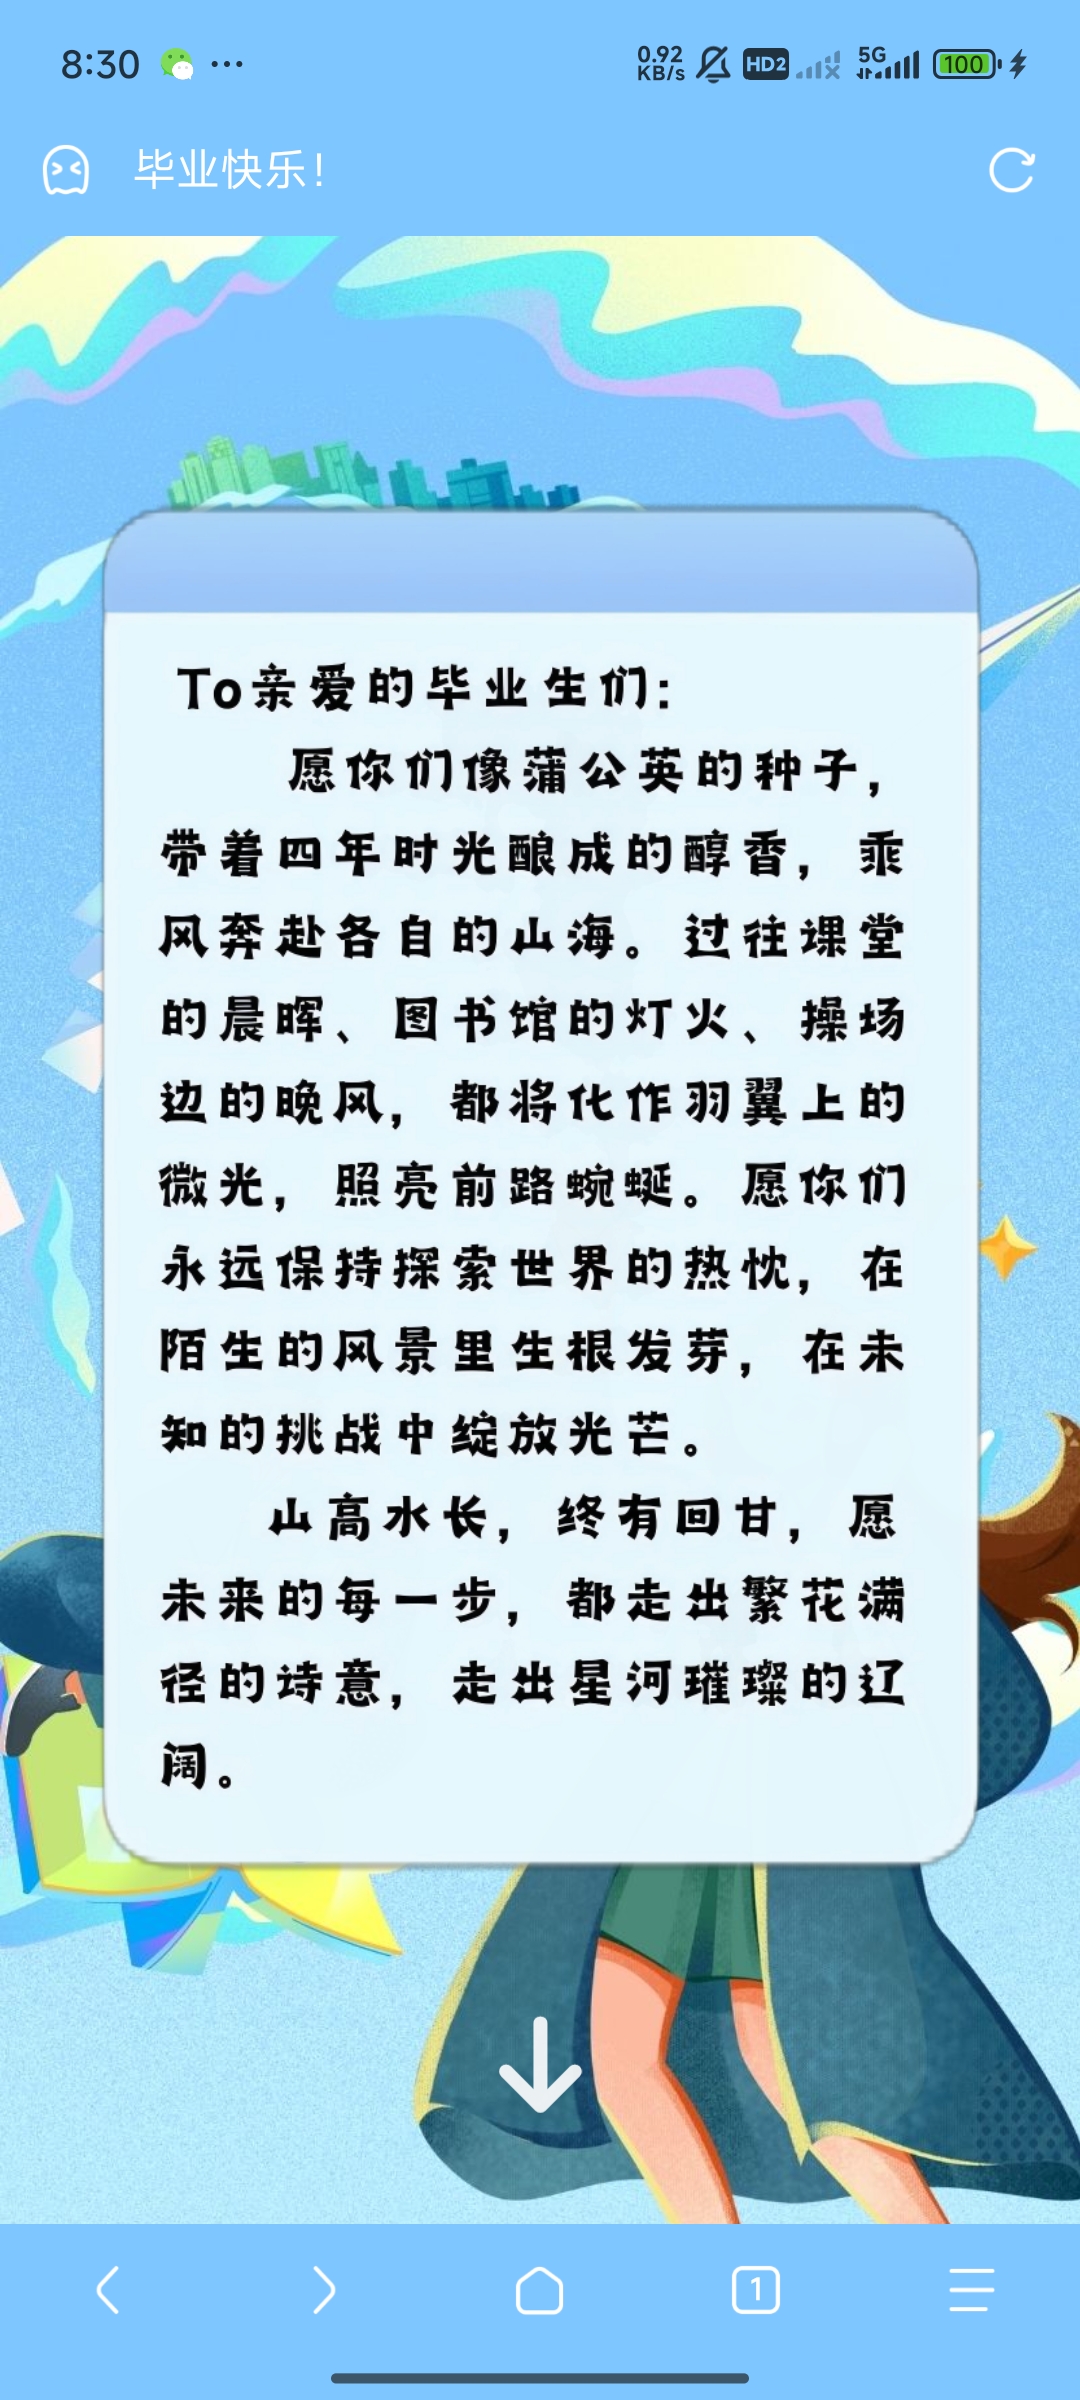 8:30 ··· 0.92 KB/s HD2 5G 100
毕业快乐!
To亲爱的毕业生们:
愿你们像蒲公英的种子,
带着四年时光酿成的醇香, 乘
风奔赴各自的山海。过往课堂
的晨晖、图书馆的灯火、操场
边的晚风, 都将化作羽翼上的
微光, 照亮前路蜿蜒。愿你们
永远保持探索世界的热忱, 在
陌生的风景里生根发芽, 在未
知的挑战中绽放光芒。
山高水长, 终有回甘, 愿
未来的每一步, 都走出繁花满
径的诗意, 走出星河璀璨的辽
阔。
1